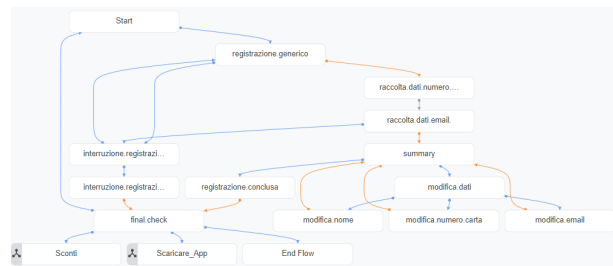 Start
registrazione.generico
raccolta.dati.numero....
raccolta.dati.email.
interruzione.registrazi...
summary
interruzione.registrazi...
registrazione.conclusa
modifica.dati
final.check
modifica.nome
modifica.numero.carta
modifica.email
Sconti
Scaricare_App
End Flow